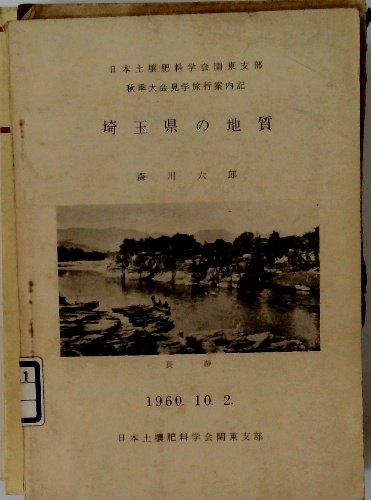 日本土壌肥料学会関東支部
秋季大会見学旅行案内記
埼玉県の地質
森川六郎
長瀞
1960. 10. 2.
日本土壌肥料学会関東支部
1